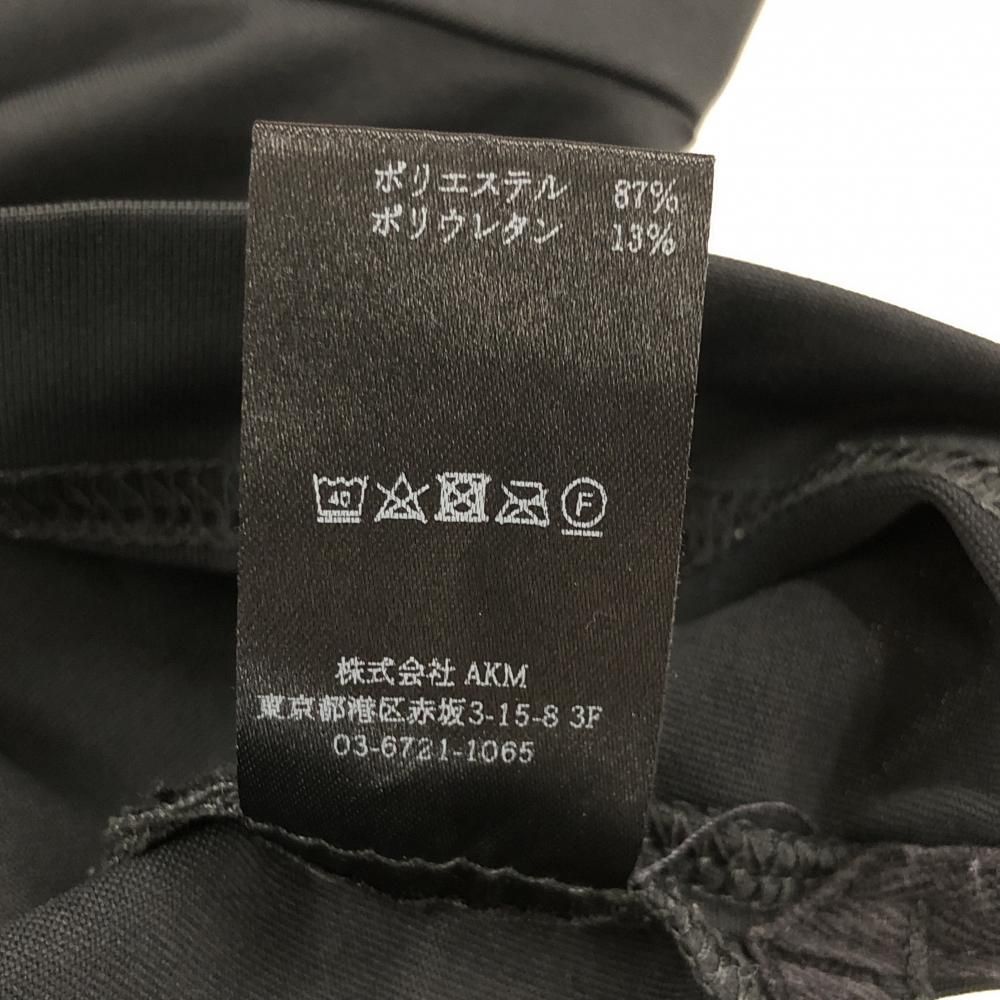 ポリエステル 87%
ポリウレタン 13%
40 F
株式会社 AKM
東京都港区赤坂3-15-8 3F
03-6721-1065